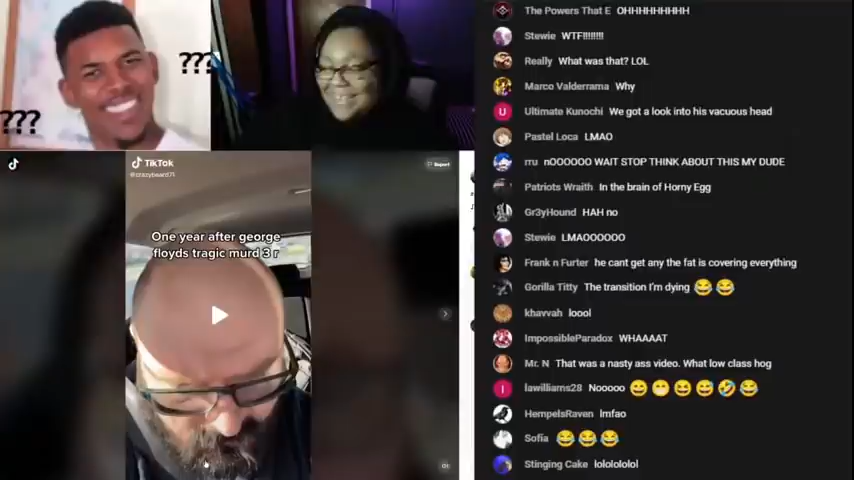 ???
???
TikTok
@crazybeard71
Report
One year after george
floyds tragic murd 3 r
The Powers That E OHHHHHHHHH
Stewie WTF!!!!!!!!
Really What was that? LOL
Marco Valderrama Why
U
Ultimate Kunochi We got a look into his vacuous head
Pastel Loca LMAO
rru nOOOOOO WAIT STOP THINK ABOUT THIS MY DUDE
Patriots Wraith In the brain of Horny Egg
Gr3yHound HAH no
Stewie LMAOOOOOO
Frank n Furter he cant get any the fat is covering everything
Gorilla Titty The transition I'm dying 😂😂
khavvah loool
ImpossibleParadox WHAAAAT
Mr. N That was a nasty ass video. What low class hog
l
lawilliams28 Nooooo 😄😁😆😅🤣😂
HempelsRaven lmfao
Sofia 😂😂😂
Stinging Cake lolololololol